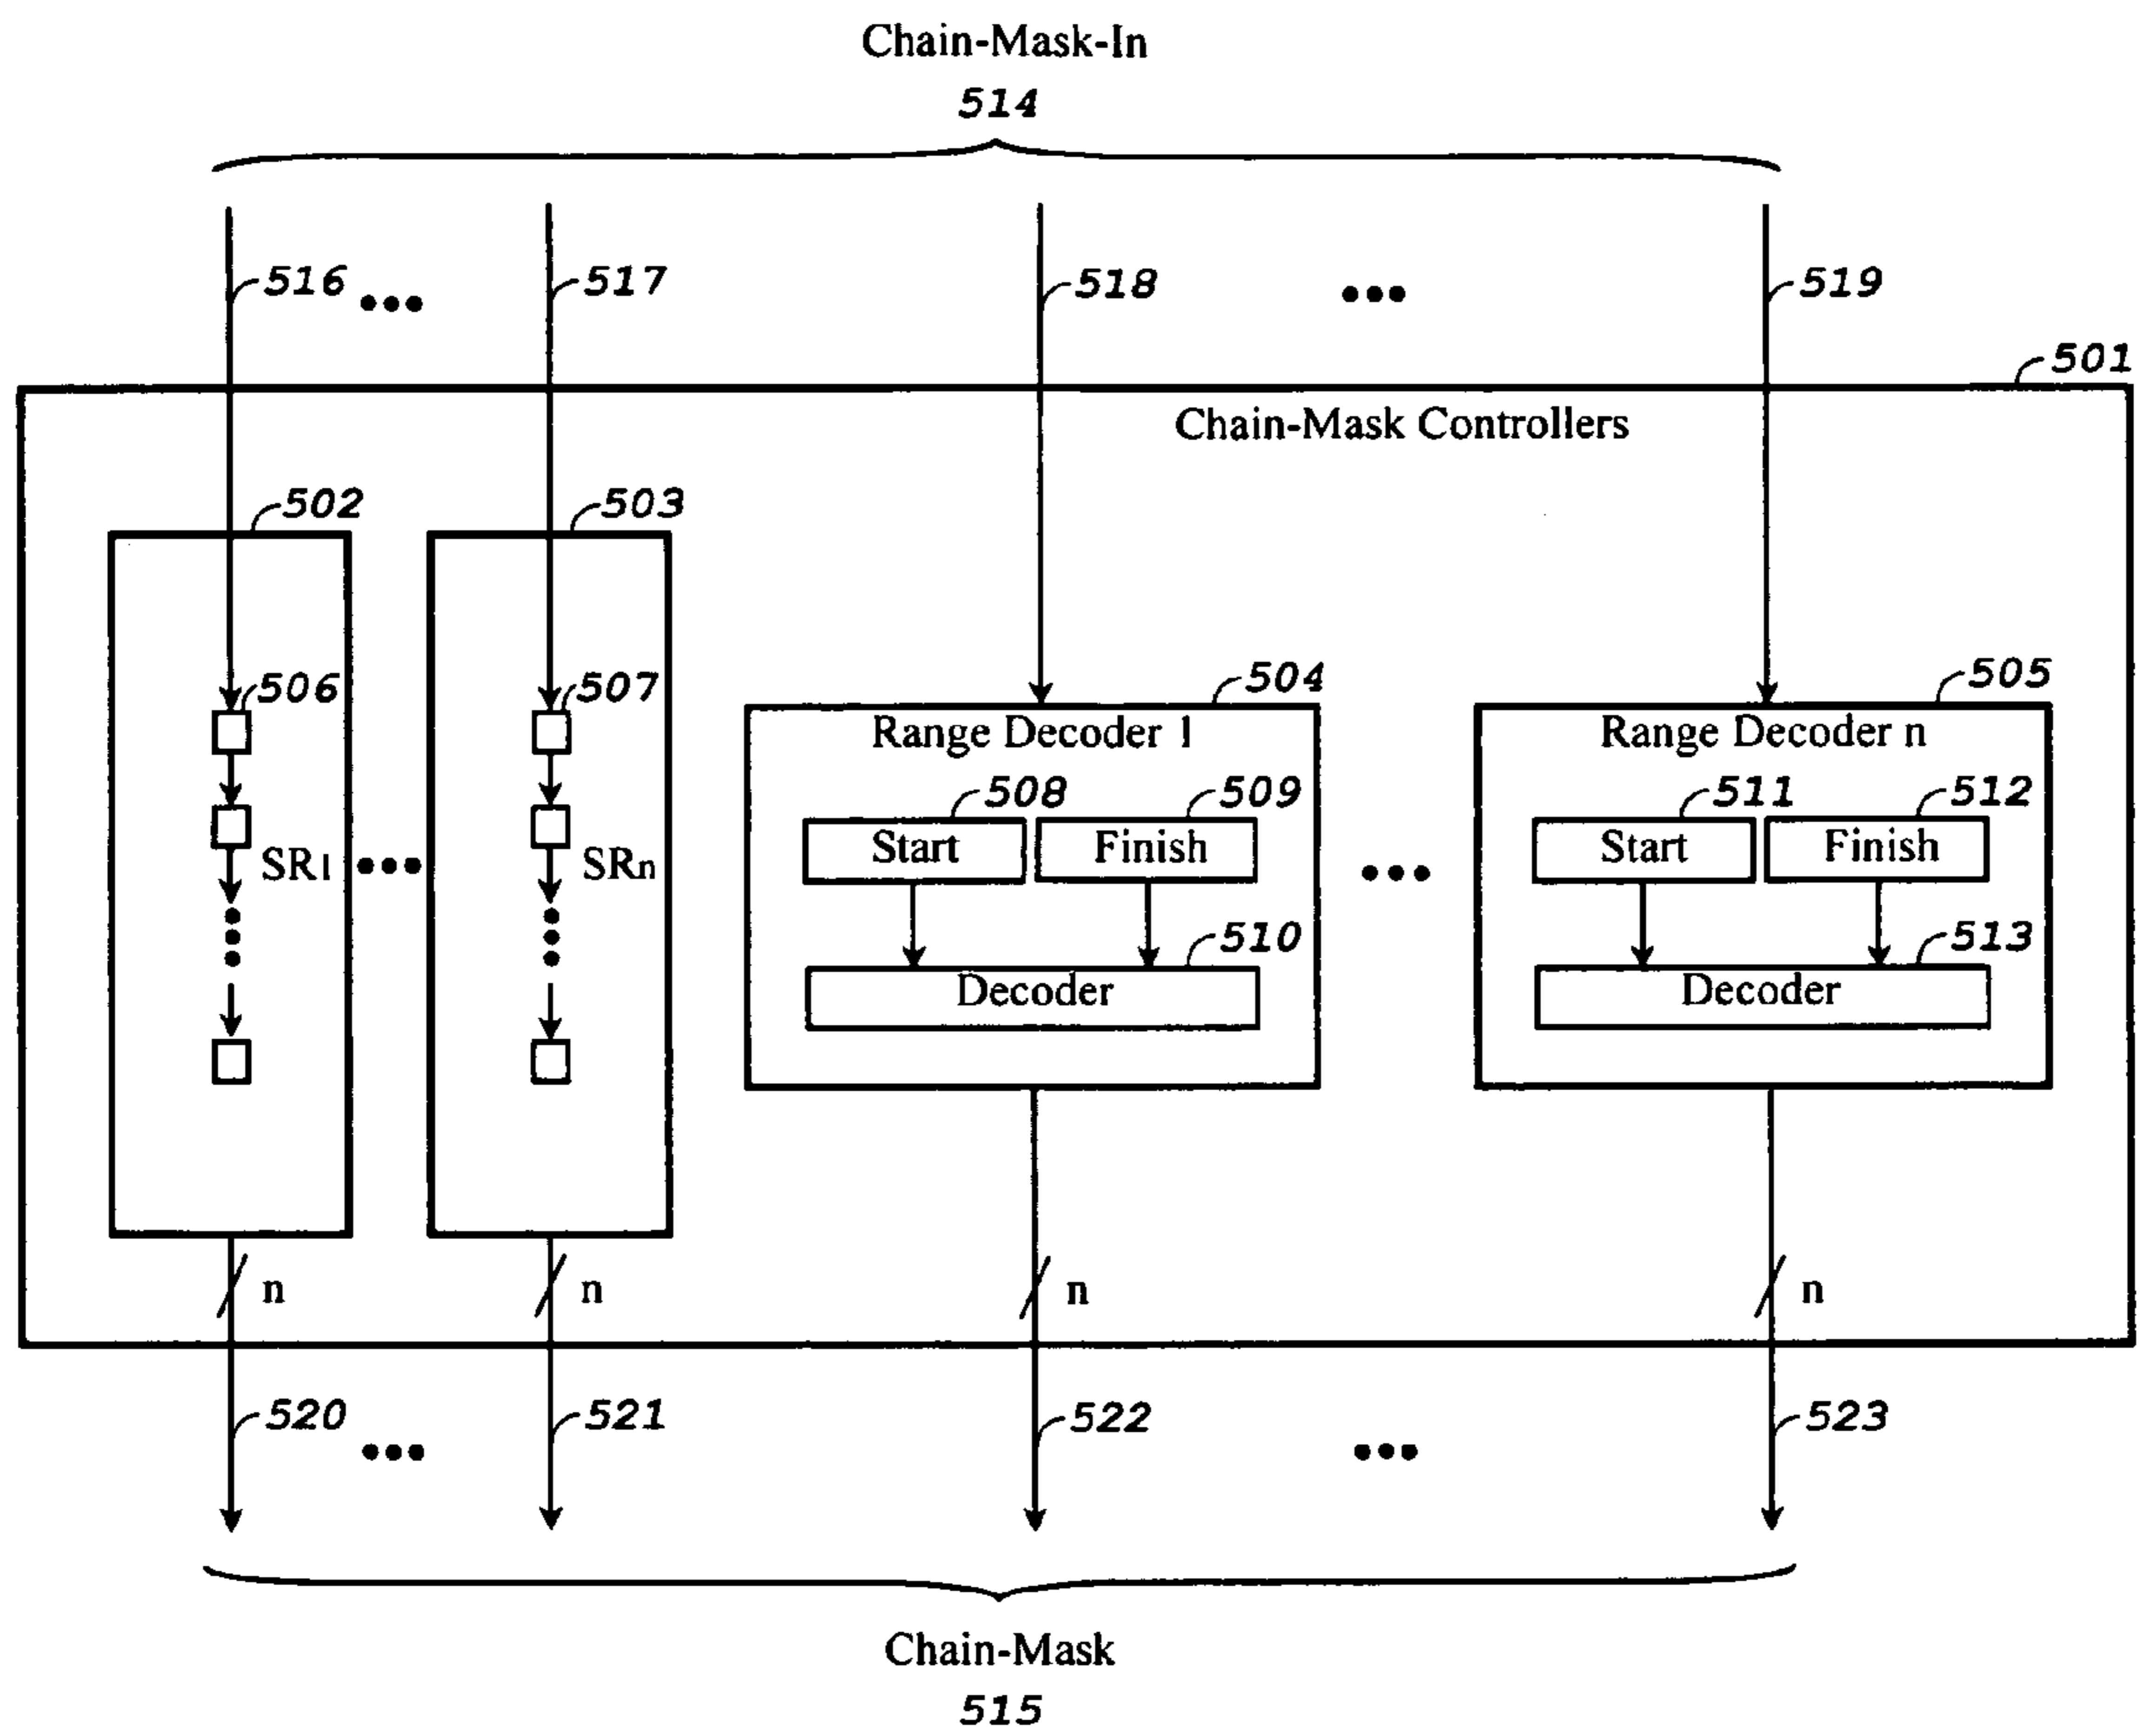 Chain-Mask-In
514
516 ••• 517 518 ••• 519
501
Chain-Mask Controllers
502 503
506 507 504 505
Range Decoder 1 Range Decoder n
508 509 511 512
Start Finish Start Finish
SR1 ••• SRn •••
510 513
Decoder Decoder
n n n n
520 ••• 521 522 ••• 523
Chain-Mask
515